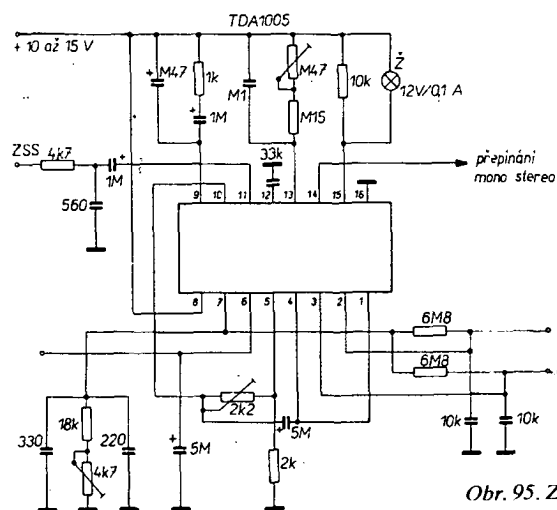 TDA1005
+ 10 až 15 V
M47
1k
1M
M1
M47
M15
10k
Ž
12V/0,1 A
ZSS
4k7
1M
560
33k
přepínání
mono stereo
9 10 11 12 13 14 15 16
8 7 6 5 4 3 2 1
6M8
6M8
10k
10k
2k2
5M
5M
2k
330
18k
220
4k7
Obr. 95. Z